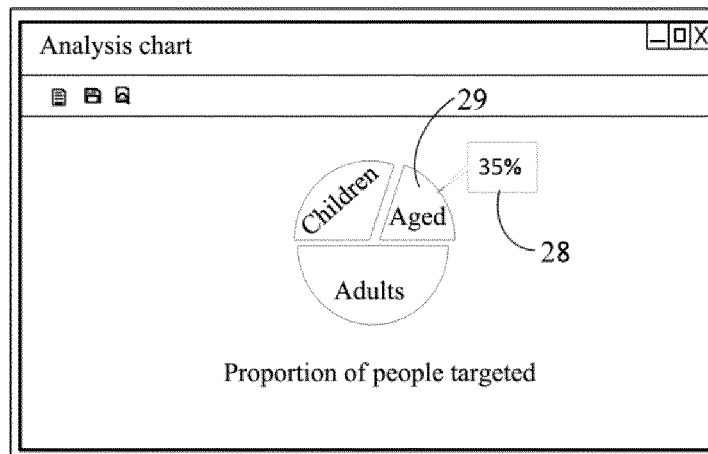 Analysis chart
29
35%
Children
Aged
28
Adults
Proportion of people targeted